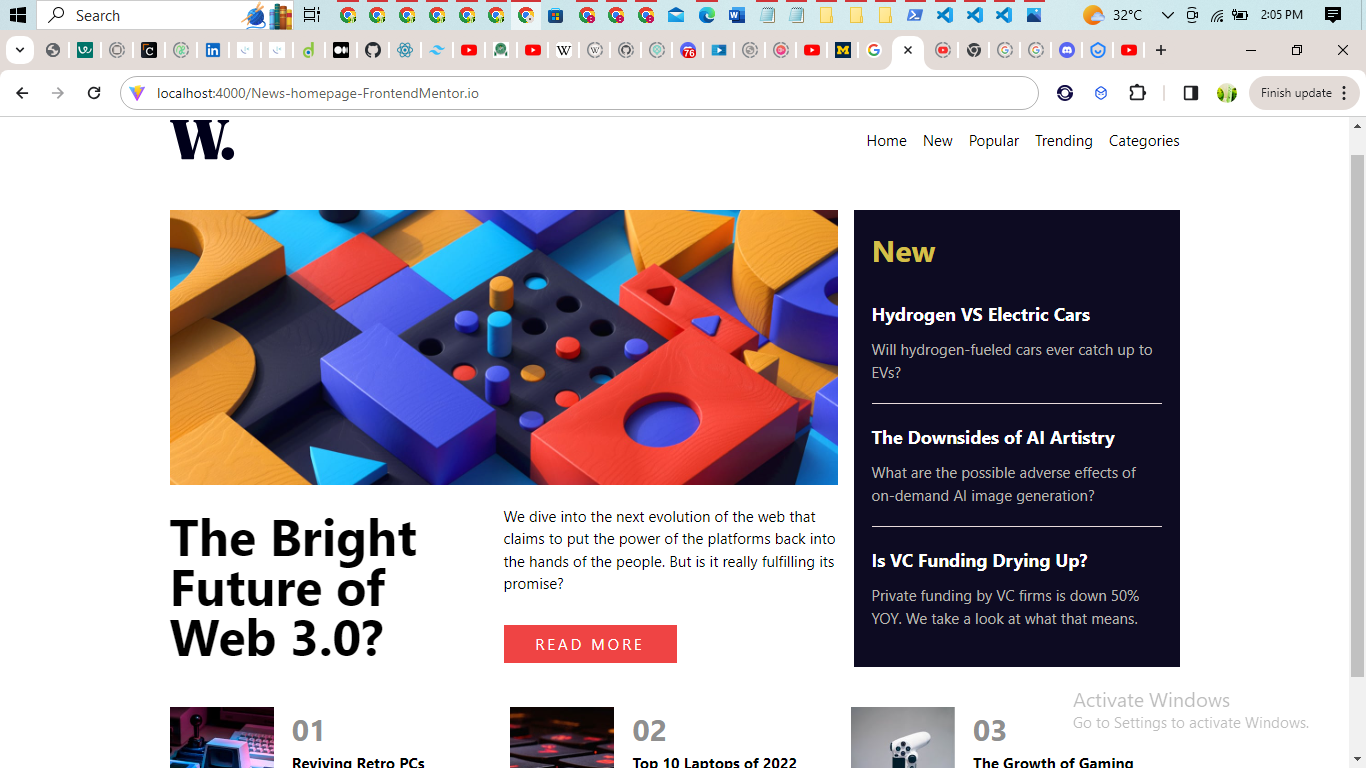 Search
32°C
2:05 PM
76
localhost:4000/News-homepage-FrontendMentor.io
Finish update
W.
Home New Popular Trending Categories
New
Hydrogen VS Electric Cars
Will hydrogen-fueled cars ever catch up to
EVs?
The Downsides of AI Artistry
What are the possible adverse effects of
on-demand AI image generation?
Is VC Funding Drying Up?
Private funding by VC firms is down 50%
YOY. We take a look at what that means.
The Bright
Future of
Web 3.0?
We dive into the next evolution of the web that
claims to put the power of the platforms back into
the hands of the people. But is it really fulfilling its
promise?
READ MORE
01
Reviving Retro PCs
02
Top 10 Laptops of 2022
03
The Growth of Gaming
Activate Windows
Go to Settings to activate Windows.